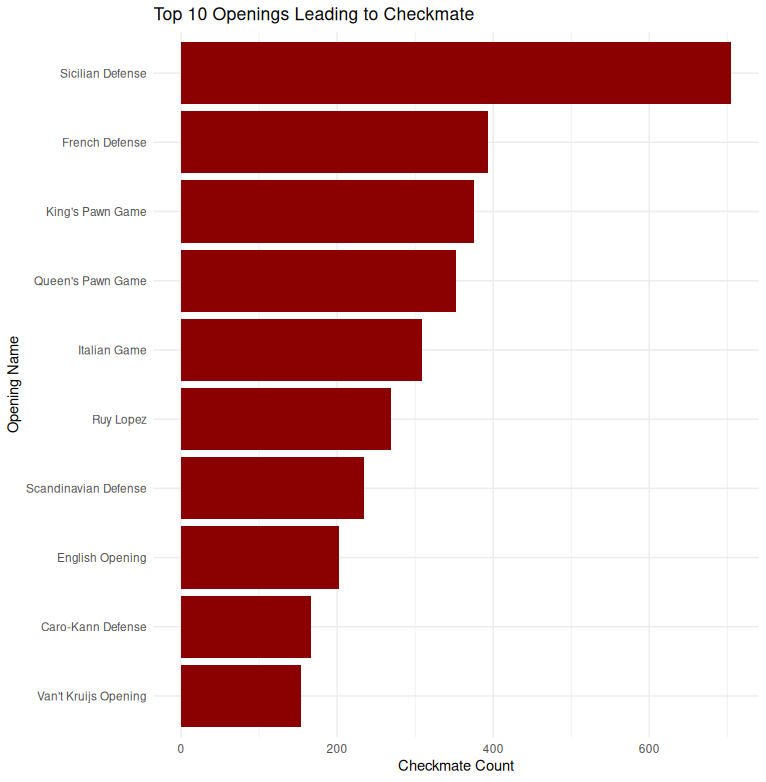 Top 10 Openings Leading to Checkmate
Opening Name
Sicilian Defense
French Defense
King's Pawn Game
Queen's Pawn Game
Italian Game
Ruy Lopez
Scandinavian Defense
English Opening
Caro-Kann Defense
Van't Kruijs Opening
0 200 400 600
Checkmate Count